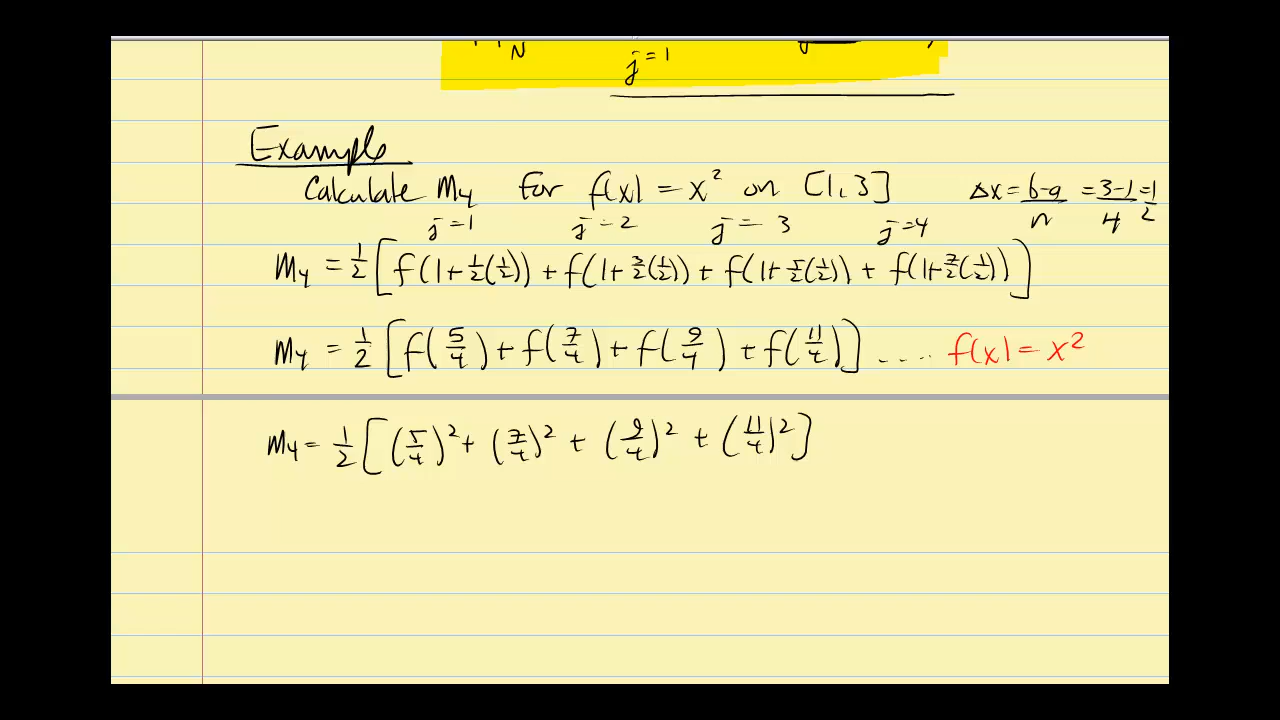 N j=1
Example
Calculate M₄ for f(x) = x² on [1, 3] Δx = (b-a)/n = (3-1)/4 = 1/2
j=1 j=2 j=3 j=4
M₄ = 1/2 [ f(1+1/2(1/2)) + f(1+3/2(1/2)) + f(1+5/2(1/2)) + f(1+7/2(1/2)) ]
M₄ = 1/2 [ f(5/4) + f(7/4) + f(9/4) + f(11/4) ] .... f(x) = x²
M₄ = 1/2 [ (5/4)² + (7/4)² + (9/4)² + (11/4)² ]